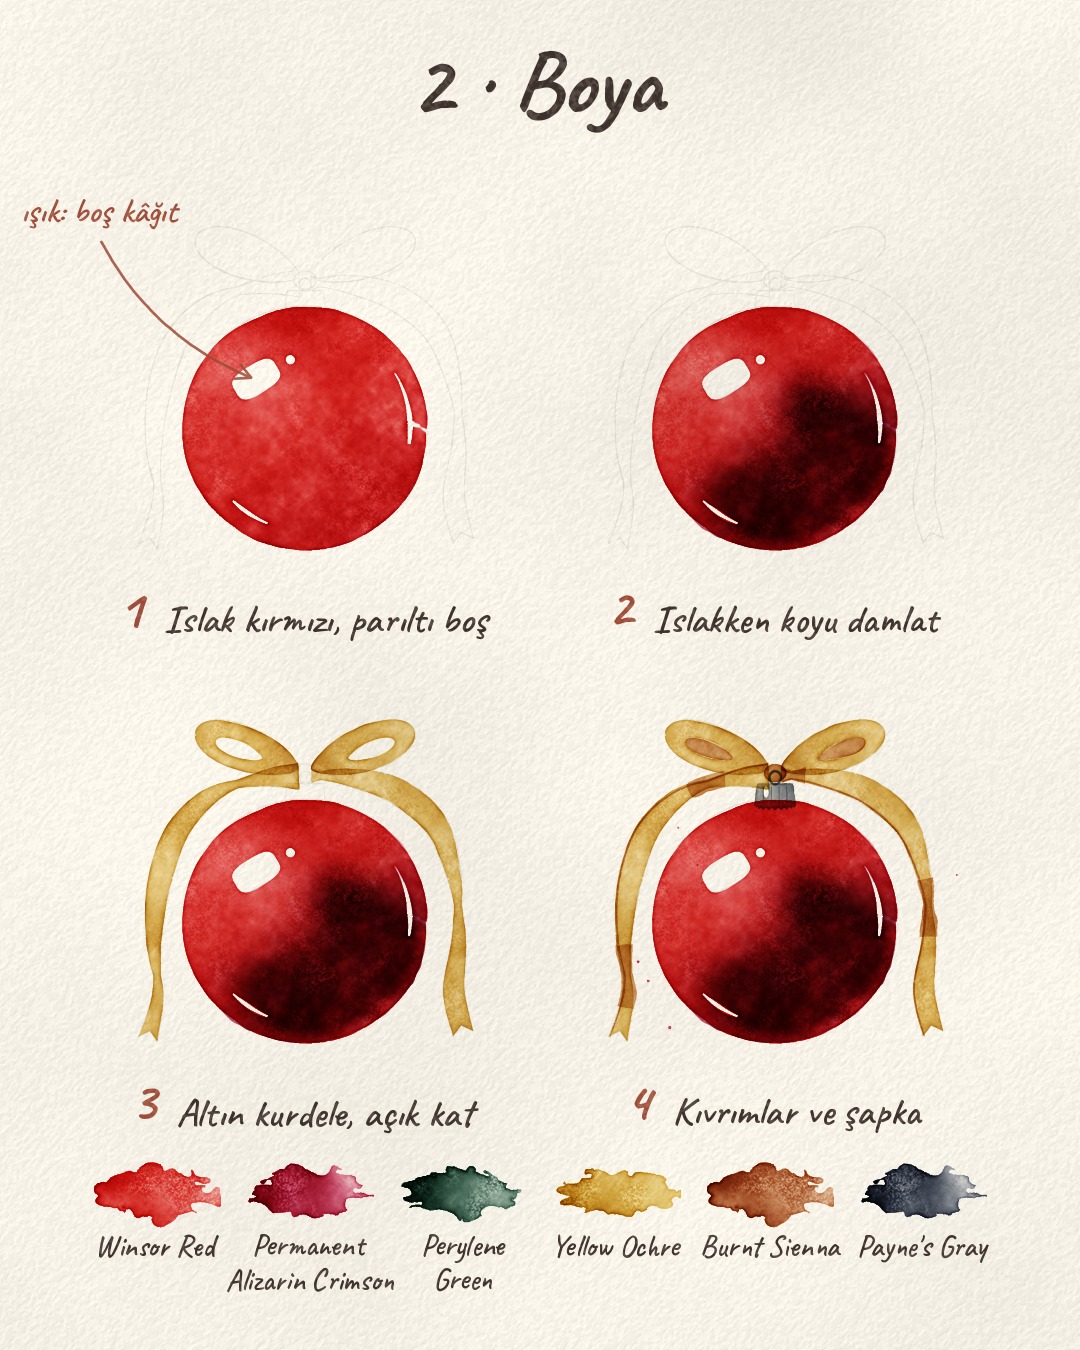 2 · Boya
ışık: boş kâğıt
1 Islak kırmızı, parıltı boş
2 Islakken koyu damlat
3 Altın kurdele, açık kat
4 Kıvrımlar ve şapka
Winsor Red
Permanent
Alizarin Crimson
Perylene
Green
Yellow Ochre
Burnt Sienna
Payne's Gray